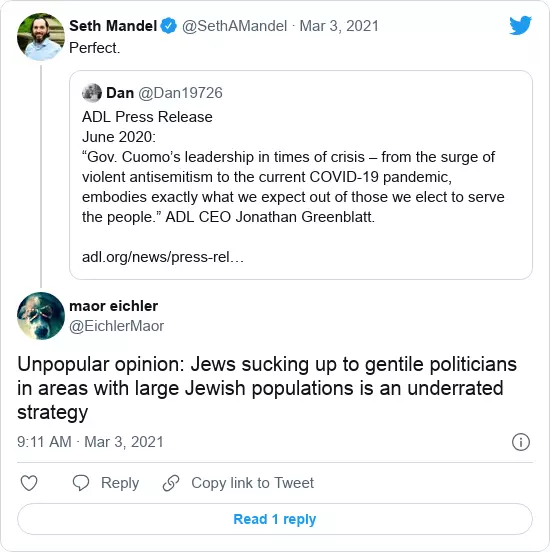 Seth Mandel @SethAMandel · Mar 3, 2021
Perfect.
Dan @Dan19726
ADL Press Release
June 2020:
“Gov. Cuomo’s leadership in times of crisis – from the surge of
violent antisemitism to the current COVID-19 pandemic,
embodies exactly what we expect out of those we elect to serve
the people.” ADL CEO Jonathan Greenblatt.
adl.org/news/press-rel…
maor eichler
@EichlerMaor
Unpopular opinion: Jews sucking up to gentile politicians
in areas with large Jewish populations is an underrated
strategy
9:11 AM · Mar 3, 2021
Reply
Copy link to Tweet
Read 1 reply